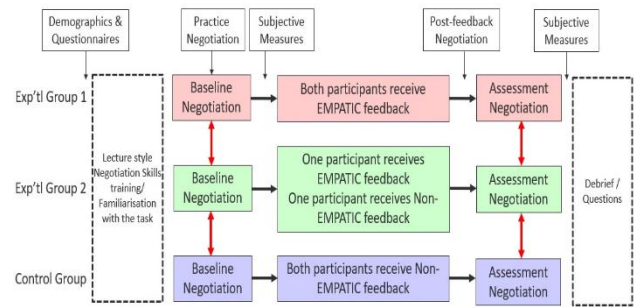 Demographics &
Questionnaires
Practice
Negotiation
Subjective
Measures
Post-feedback
Negotiation
Subjective
Measures
Exp'tl Group 1
Baseline
Negotiation
Both participants receive
EMPATIC feedback
Assessment
Negotiation
Lecture style
Negotiation Skills
training/
Familiarisation
with the task
Exp'tl Group 2
Baseline
Negotiation
One participant receives
EMPATIC feedback
One participant receives Non-
EMPATIC feedback
Assessment
Negotiation
Debrief /
Questions
Control Group
Baseline
Negotiation
Both participants receive Non-
EMPATIC feedback
Assessment
Negotiation